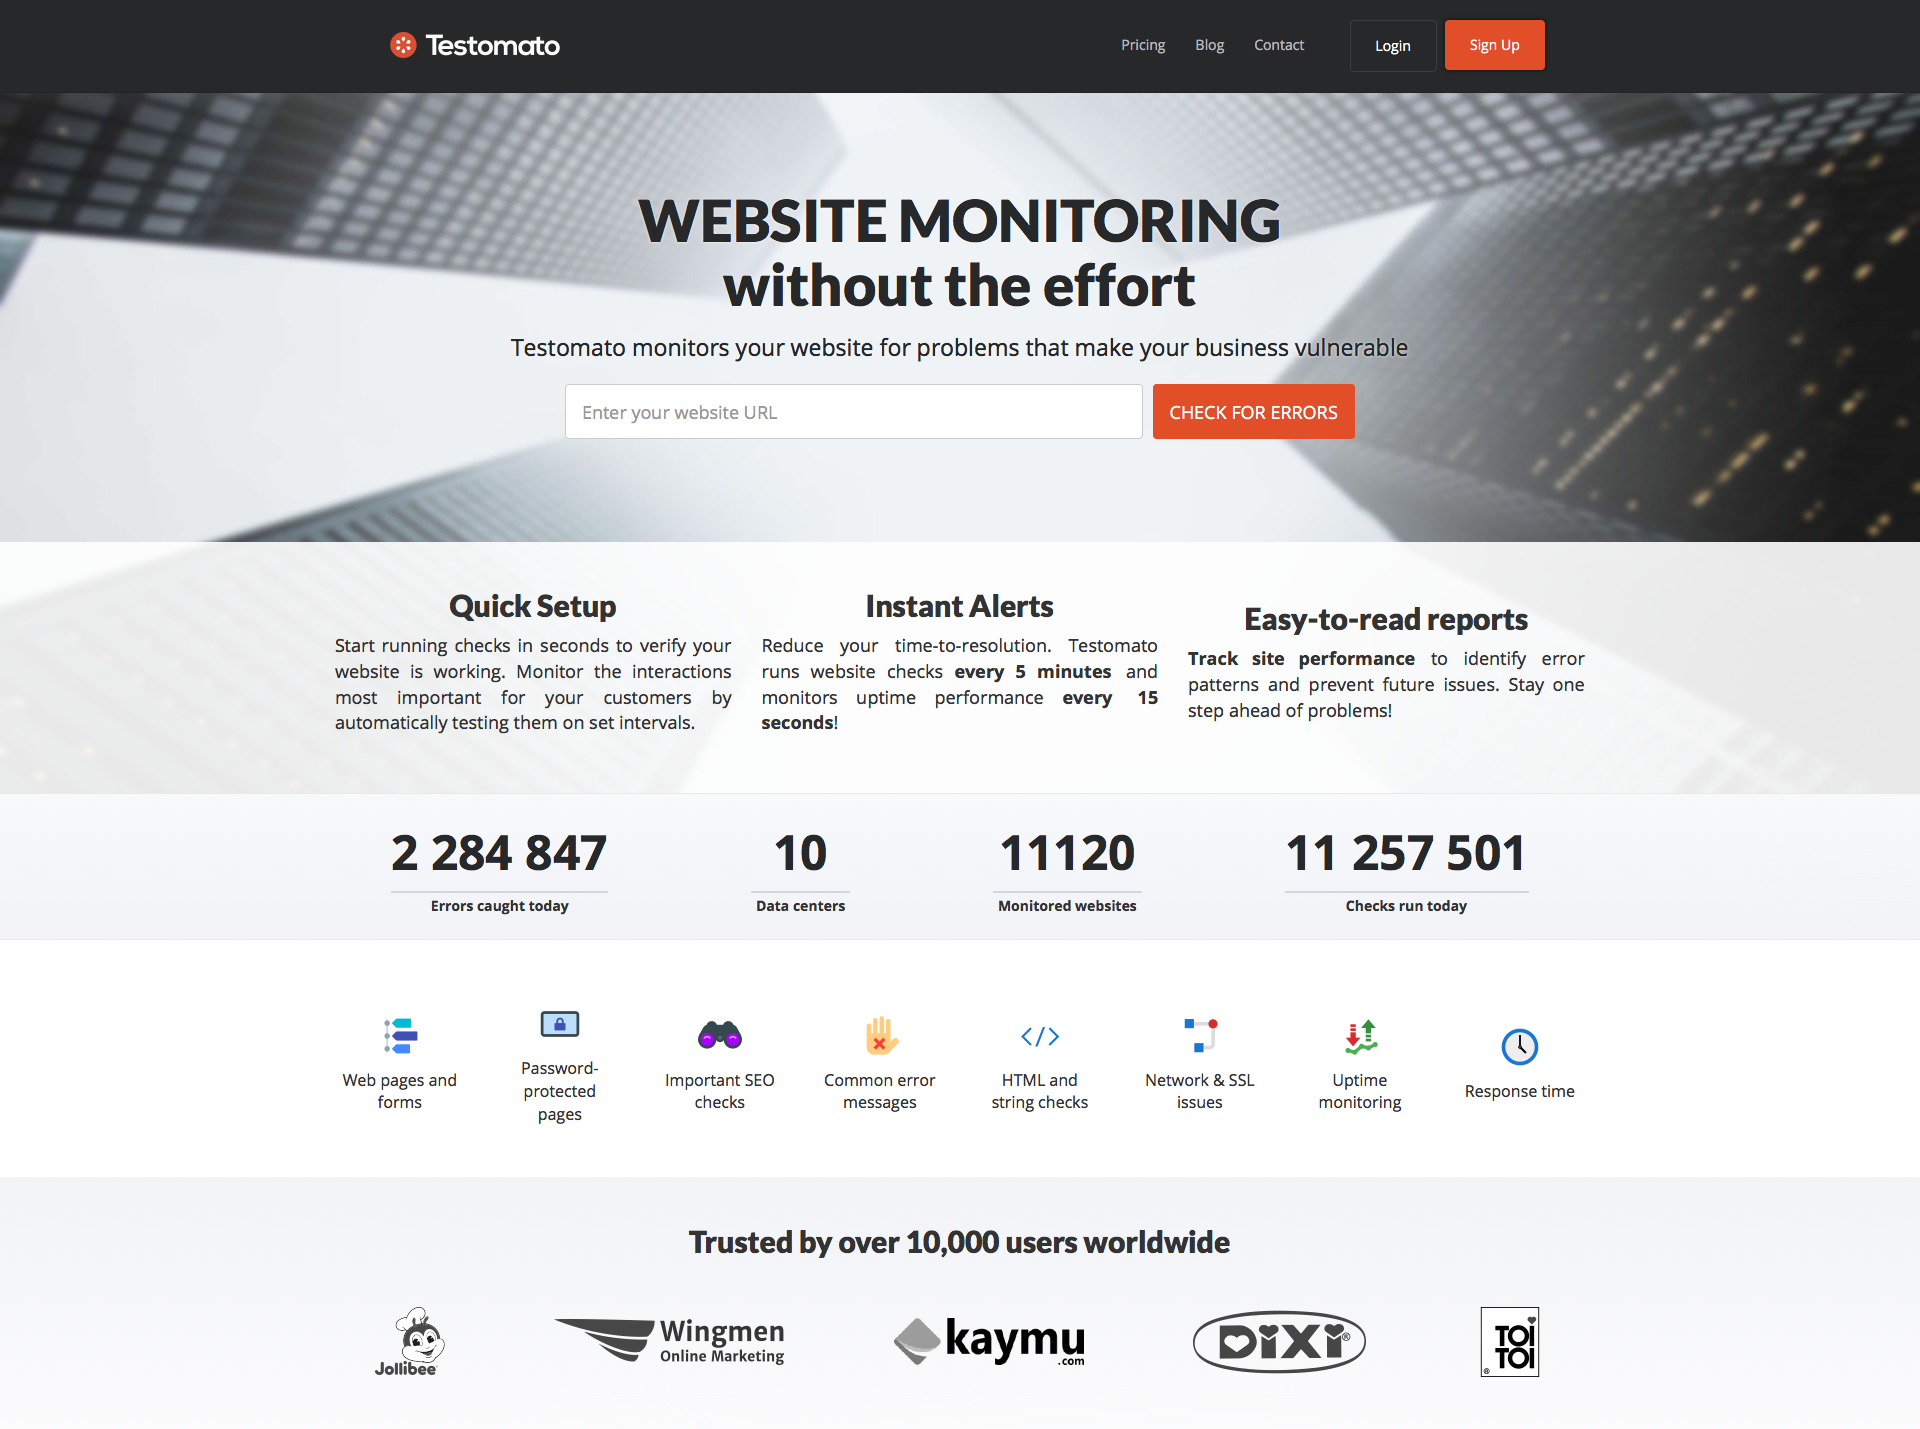 Testomato
Pricing
Blog
Contact
Login
Sign Up
WEBSITE MONITORING
without the effort
Testomato monitors your website for problems that make your business vulnerable
Enter your website URL
CHECK FOR ERRORS
Quick Setup
Start running checks in seconds to verify your
website is working. Monitor the interactions
most important for your customers by
automatically testing them on set intervals.
Instant Alerts
Reduce your time-to-resolution. Testomato
runs website checks every 5 minutes and
monitors uptime performance every 15
seconds!
Easy-to-read reports
Track site performance to identify error
patterns and prevent future issues. Stay one
step ahead of problems!
2 284 847
Errors caught today
10
Data centers
11120
Monitored websites
11 257 501
Checks run today
Web pages and
forms
Password-
protected
pages
Important SEO
checks
Common error
messages
HTML and
string checks
Network & SSL
issues
Uptime
monitoring
Response time
Trusted by over 10,000 users worldwide
Jollibee
Wingmen
Online Marketing
kaymu
.com
DiXi®
TOI
TOI
®